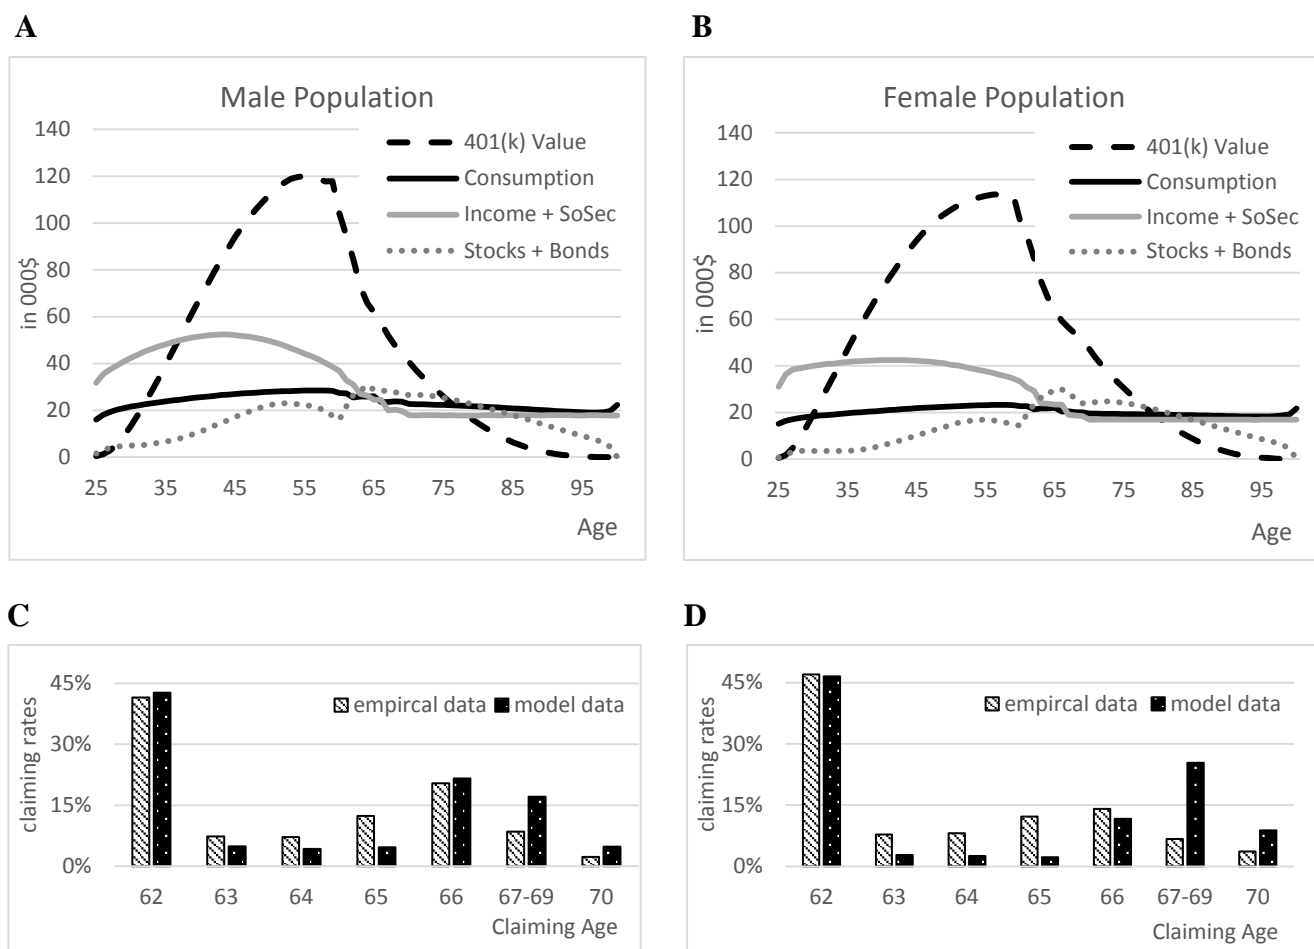 A
B
Male Population
Female Population
140
120
100
80
60
40
20
0
in 000$
401(k) Value
Consumption
Income + SoSec
Stocks + Bonds
25 35 45 55 65 75 85 95
Age
140
120
100
80
60
40
20
0
in 000$
401(k) Value
Consumption
Income + SoSec
Stocks + Bonds
25 35 45 55 65 75 85 95
Age
C
D
45%
30%
15%
0%
claiming rates
empircal data model data
62 63 64 65 66 67-69 70
Claiming Age
45%
30%
15%
0%
claiming rates
empircal data model data
62 63 64 65 66 67-69 70
Claiming Age